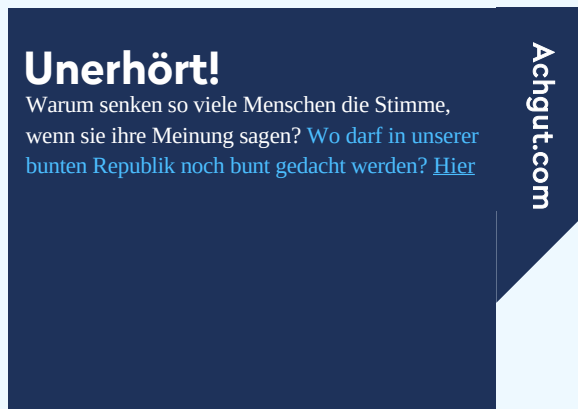 Unerhört!
Warum senken so viele Menschen die Stimme,
wenn sie ihre Meinung sagen? Wo darf in unserer
bunten Republik noch bunt gedacht werden? Hier
Achgut.com